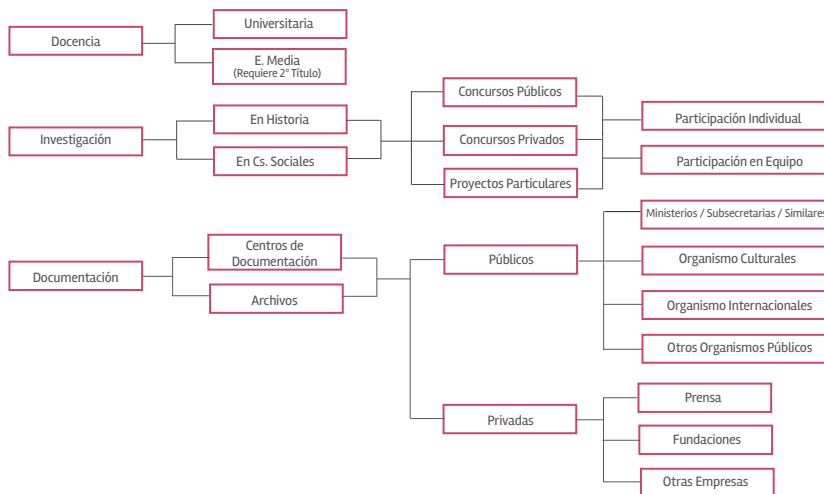 Docencia
Universitaria
E. Media
(Requiere 2° Título)
Investigación
En Historia
En Cs. Sociales
Concursos Públicos
Concursos Privados
Proyectos Particulares
Participación Individual
Participación en Equipo
Documentación
Centros de
Documentación
Archivos
Públicos
Ministerios / Subsecretarias / Similares
Organismo Culturales
Organismo Internacionales
Otros Organismos Públicos
Privadas
Prensa
Fundaciones
Otras Empresas